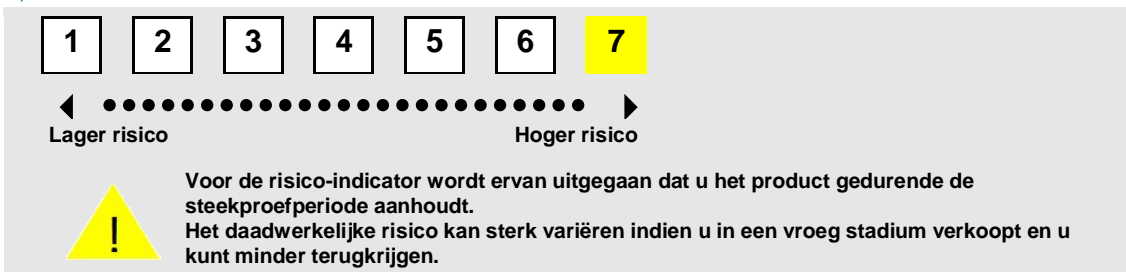 1 2 3 4 5 6 7
Lager risico Hoger risico
Voor de risico-indicator wordt ervan uitgegaan dat u het product gedurende de
steekproefperiode aanhoudt.
!
Het daadwerkelijke risico kan sterk variëren indien u in een vroeg stadium verkoopt en u
kunt minder terugkrijgen.